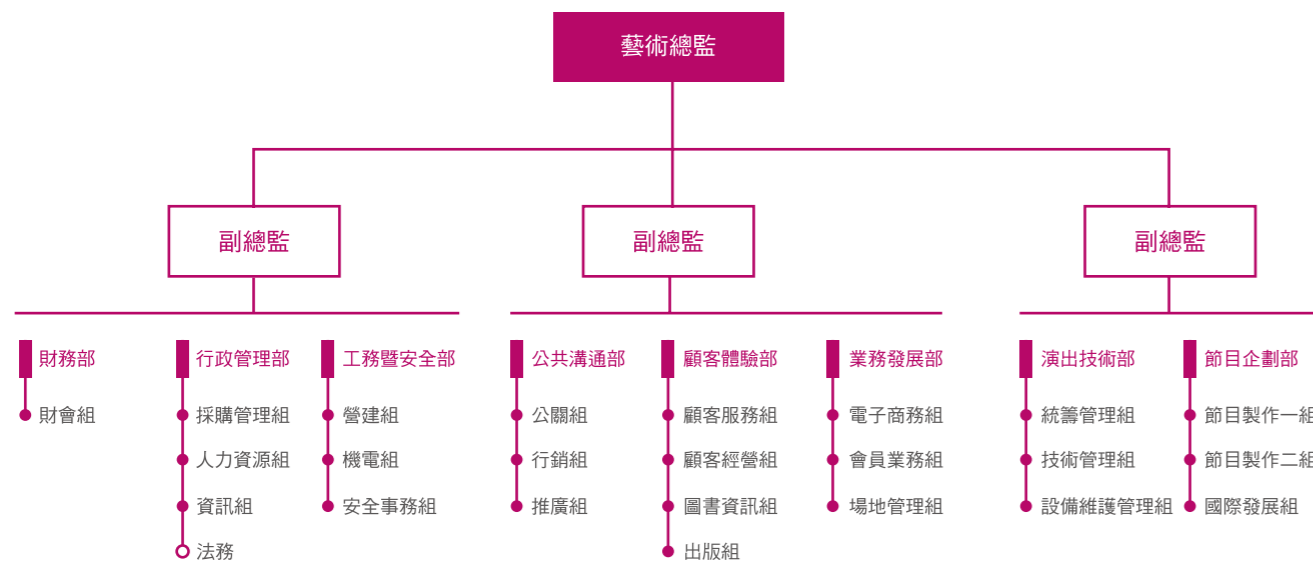 藝術總監
副總監
副總監
副總監
財務部
財會組
行政管理部
採購管理組
人力資源組
資訊組
法務
工務暨安全部
營建組
機電組
安全事務組
公共溝通部
公關組
行銷組
推廣組
顧客體驗部
顧客服務組
顧客經營組
圖書資訊組
出版組
業務發展部
電子商務組
會員業務組
場地管理組
演出技術部
統籌管理組
技術管理組
設備維護管理組
節目企劃部
節目製作一組
節目製作二組
國際發展組